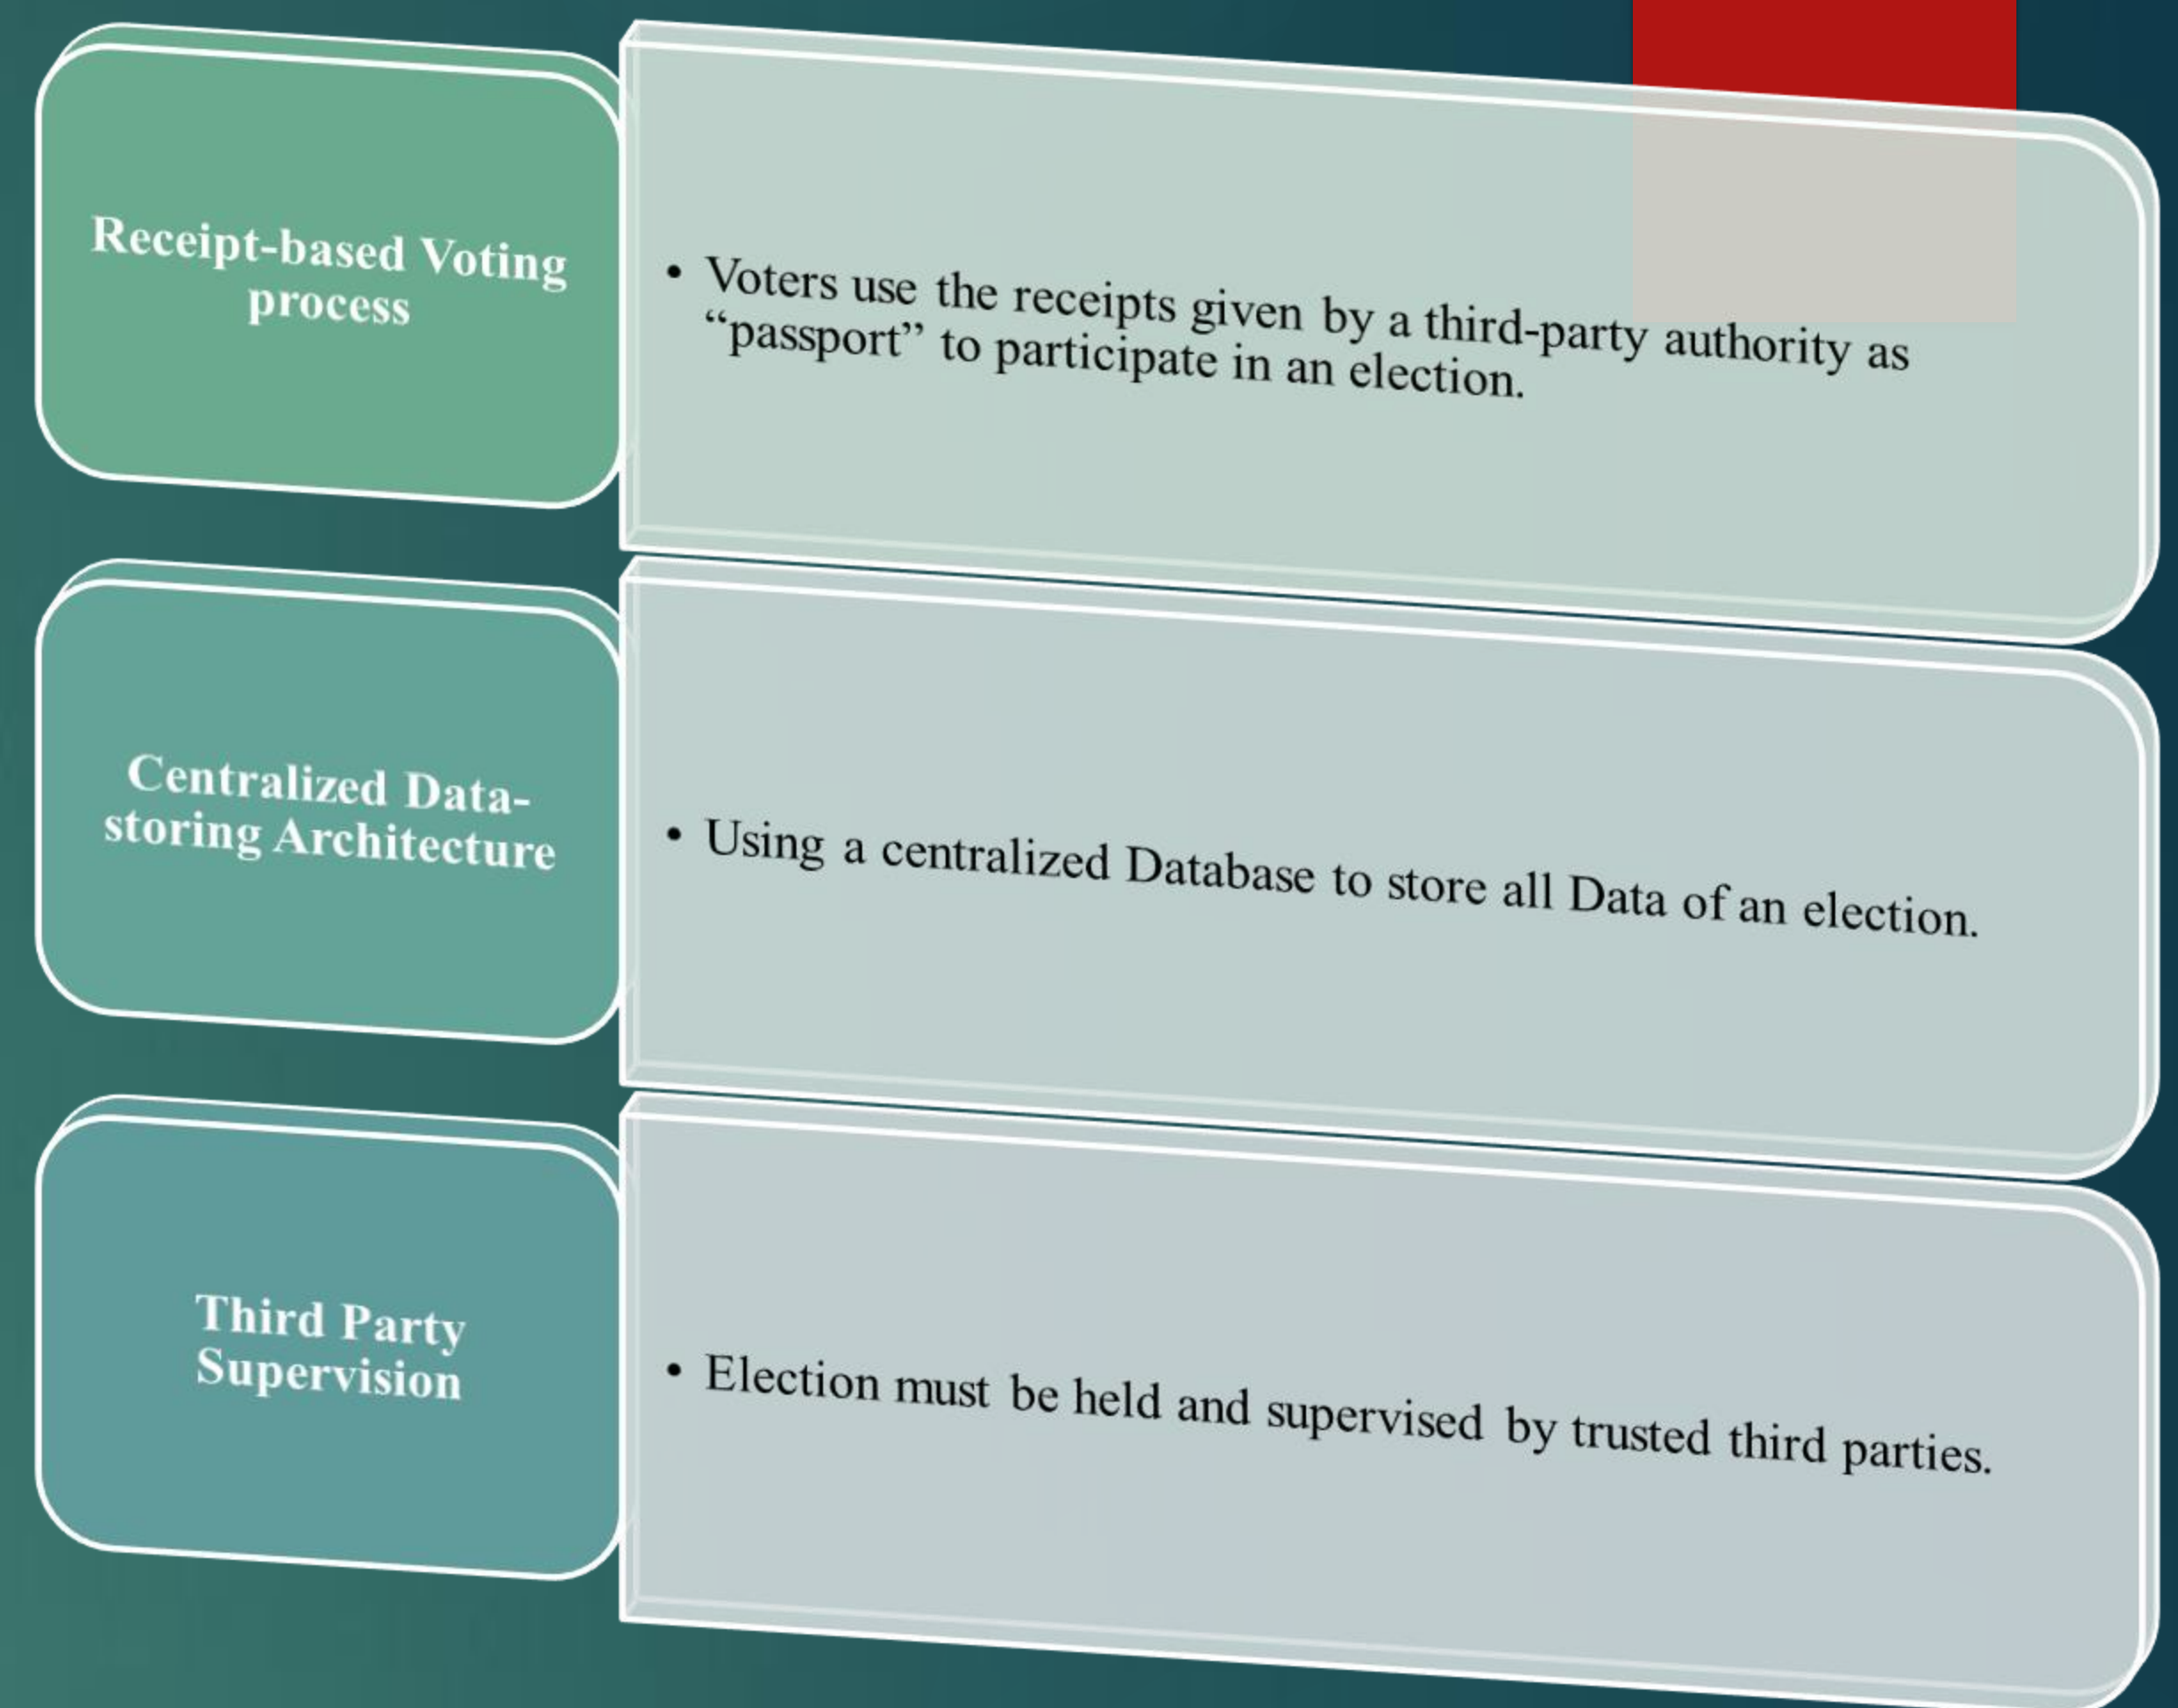 Receipt-based Voting
process
• Voters use the receipts given by a third-party authority as
“passport” to participate in an election.
Centralized Data-
storing Architecture
• Using a centralized Database to store all Data of an election.
Third Party
Supervision
• Election must be held and supervised by trusted third parties.